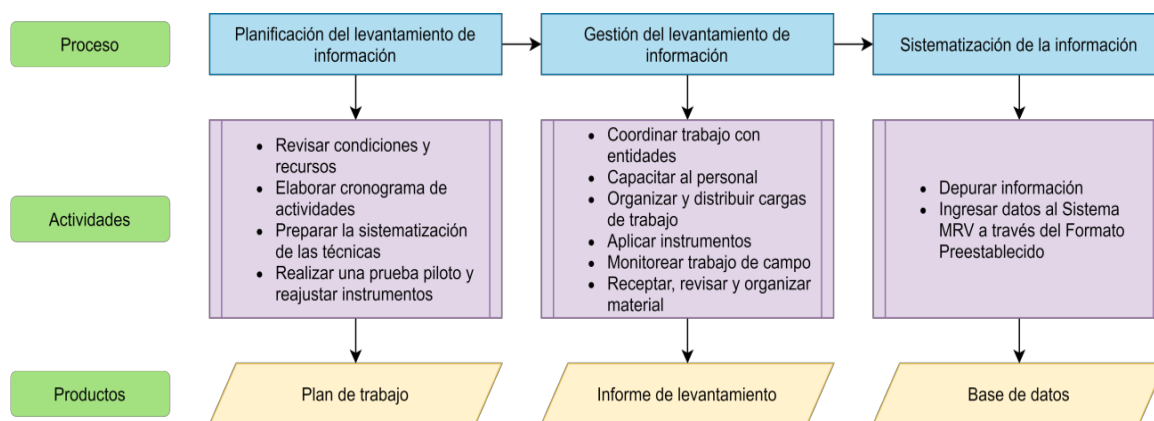 Proceso
Planificación del levantamiento de
información
Gestión del levantamiento de
información
Sistematización de la información
Actividades
• Revisar condiciones y
recursos
• Elaborar cronograma de
actividades
• Preparar la sistematización
de las técnicas
• Realizar una prueba piloto y
reajustar instrumentos
• Coordinar trabajo con
entidades
• Capacitar al personal
• Organizar y distribuir cargas
de trabajo
• Aplicar instrumentos
• Monitorear trabajo de campo
• Receptar, revisar y organizar
material
• Depurar información
• Ingresar datos al Sistema
MRV a través del Formato
Preestablecido
Productos
Plan de trabajo
Informe de levantamiento
Base de datos